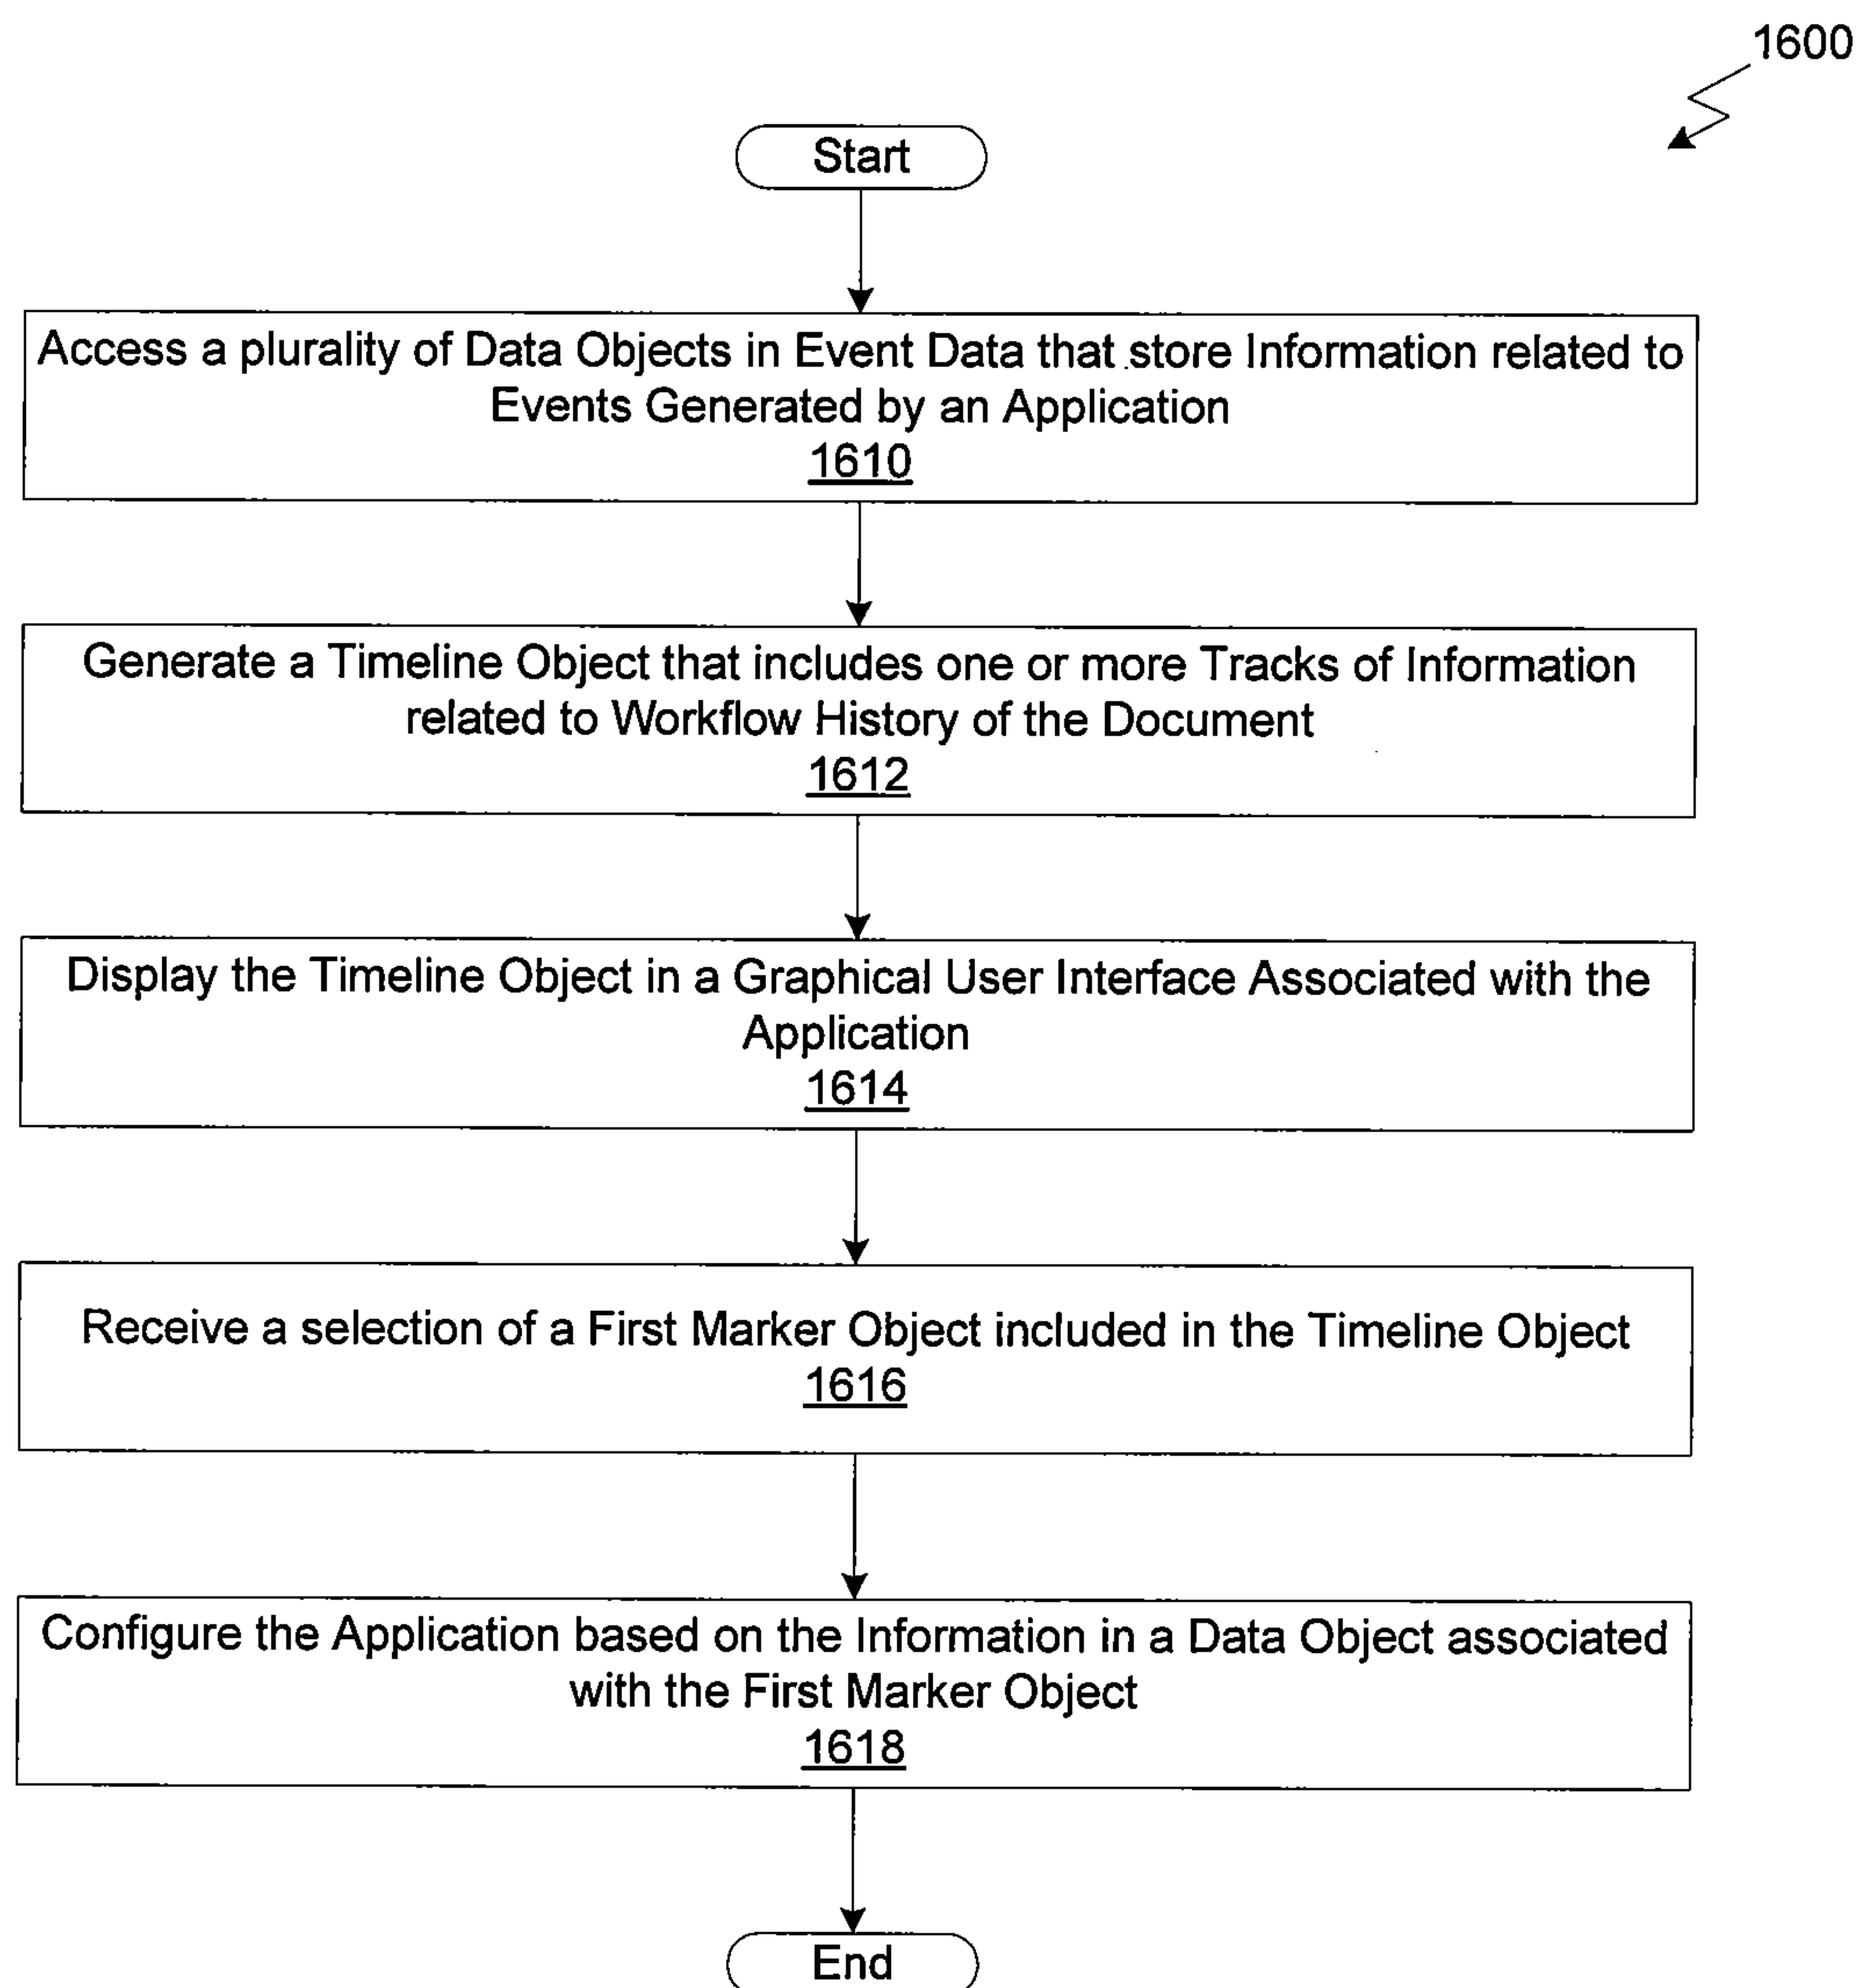 1600
Start
Access a plurality of Data Objects in Event Data that store Information related to
Events Generated by an Application
1610
Generate a Timeline Object that includes one or more Tracks of Information
related to Workflow History of the Document
1612
Display the Timeline Object in a Graphical User Interface Associated with the
Application
1614
Receive a selection of a First Marker Object included in the Timeline Object
1616
Configure the Application based on the Information in a Data Object associated
with the First Marker Object
1618
End